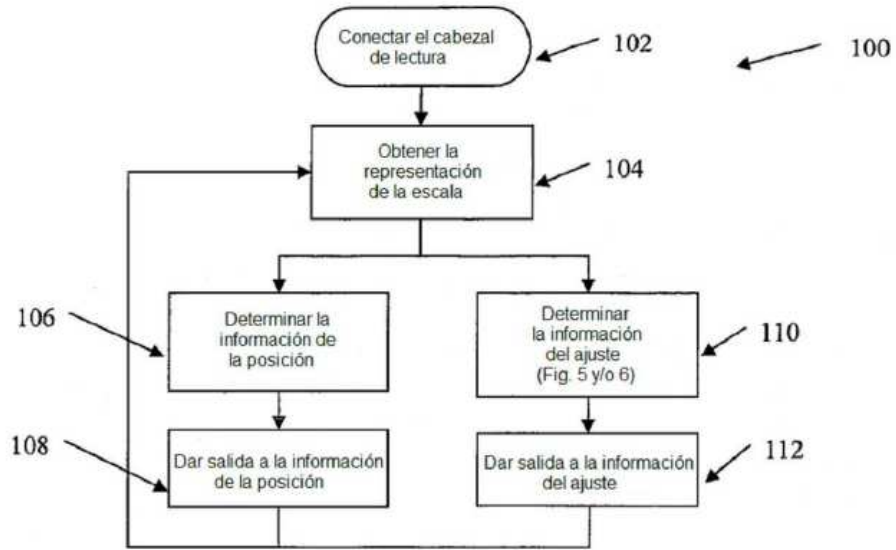 Conectar el cabezal
de lectura
102
100
Obtener la
representación
de la escala
104
106
Determinar la
información de
la posición
Determinar
la información
del ajuste
(Fig. 5 y/o 6)
110
108
Dar salida a la información
de la posición
Dar salida a la información
del ajuste
112